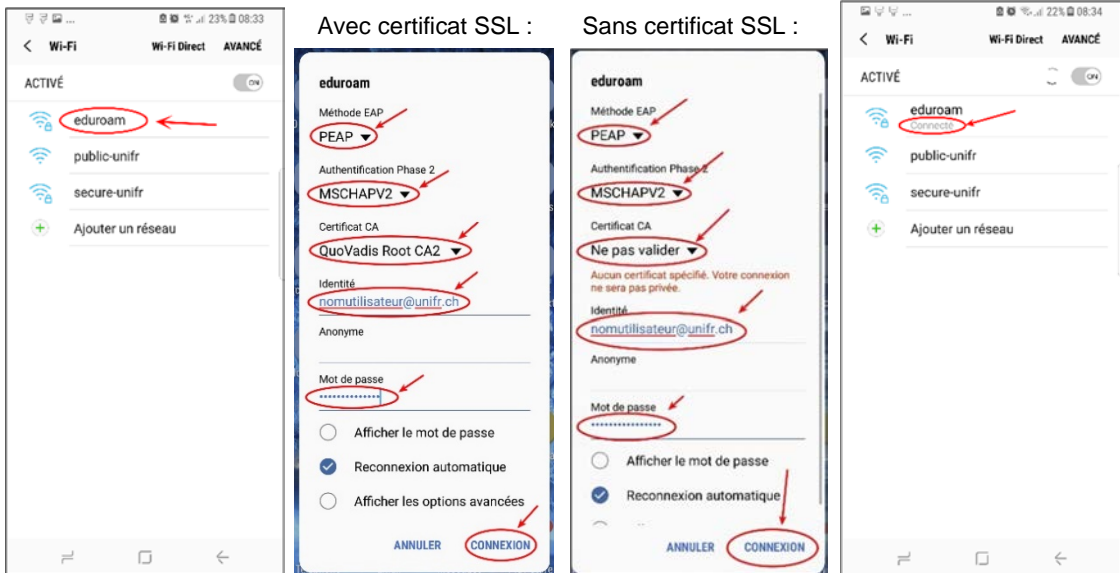 ... 23% 08:33
Wi-Fi Wi-Fi Direct AVANCÉ
ACTIVÉ ON
eduroam
public-unifr
secure-unifr
Ajouter un réseau
Avec certificat SSL :
eduroam
Méthode EAP
PEAP
Authentification Phase 2
MSCHAPV2
Certificat CA
QuoVadis Root CA2
Identité
nomutilisateur@unifr.ch
Anonyme
Mot de passe
••••••••••••••
Afficher le mot de passe
Reconnexion automatique
Afficher les options avancées
ANNULER CONNEXION
Sans certificat SSL :
eduroam
Méthode EAP
PEAP
Authentification Phase 2
MSCHAPV2
Certificat CA
Ne pas valider
Aucun certificat spécifié. Votre connexion
ne sera pas privée.
Identité
nomutilisateur@unifr.ch
Anonyme
Mot de passe
••••••••••••••••
Afficher le mot de passe
Reconnexion automatique
ANNULER CONNEXION
... 22% 08:34
Wi-Fi Wi-Fi Direct AVANCÉ
ACTIVÉ ON
eduroam
Connecté
public-unifr
secure-unifr
Ajouter un réseau